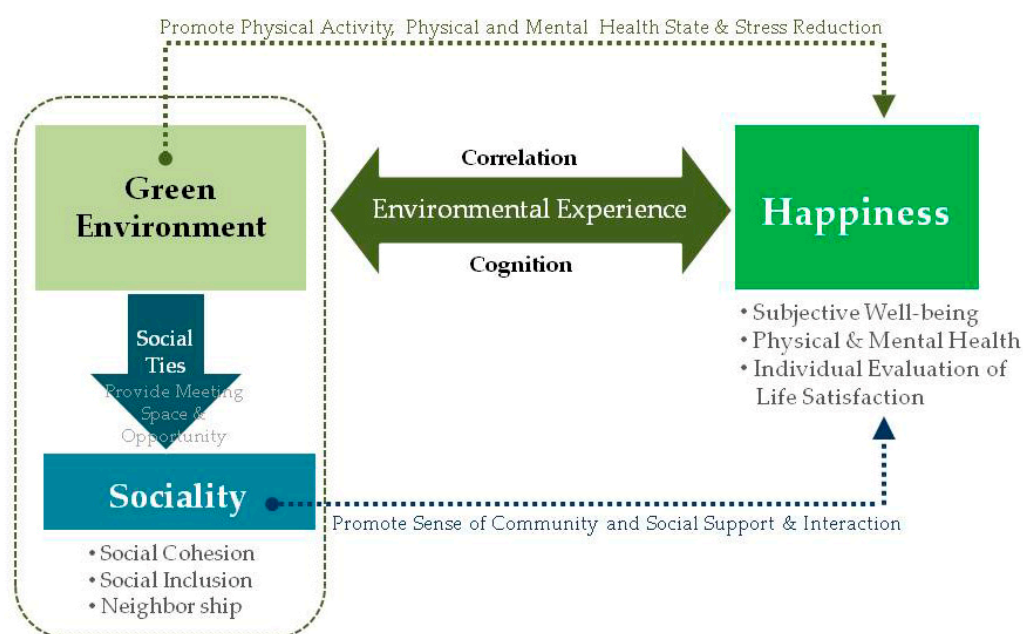 Promote Physical Activity, Physical and Mental Health State & Stress Reduction
Green
Environment
Correlation
Environmental Experience
Cognition
Happiness
• Subjective Well-being
• Physical & Mental Health
• Individual Evaluation of
Life Satisfaction
Social
Ties
Provide Meeting
Space &
Opportunity
Sociality
Promote Sense of Community and Social Support & Interaction
• Social Cohesion
• Social Inclusion
• Neighbor ship